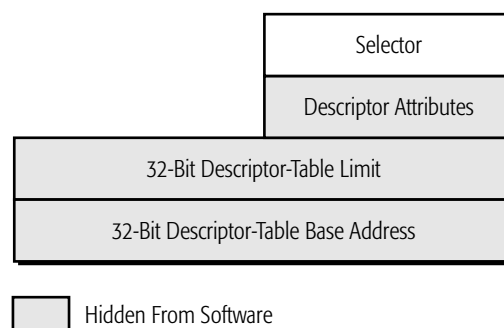 Selector
Descriptor Attributes
32-Bit Descriptor-Table Limit
32-Bit Descriptor-Table Base Address
Hidden From Software